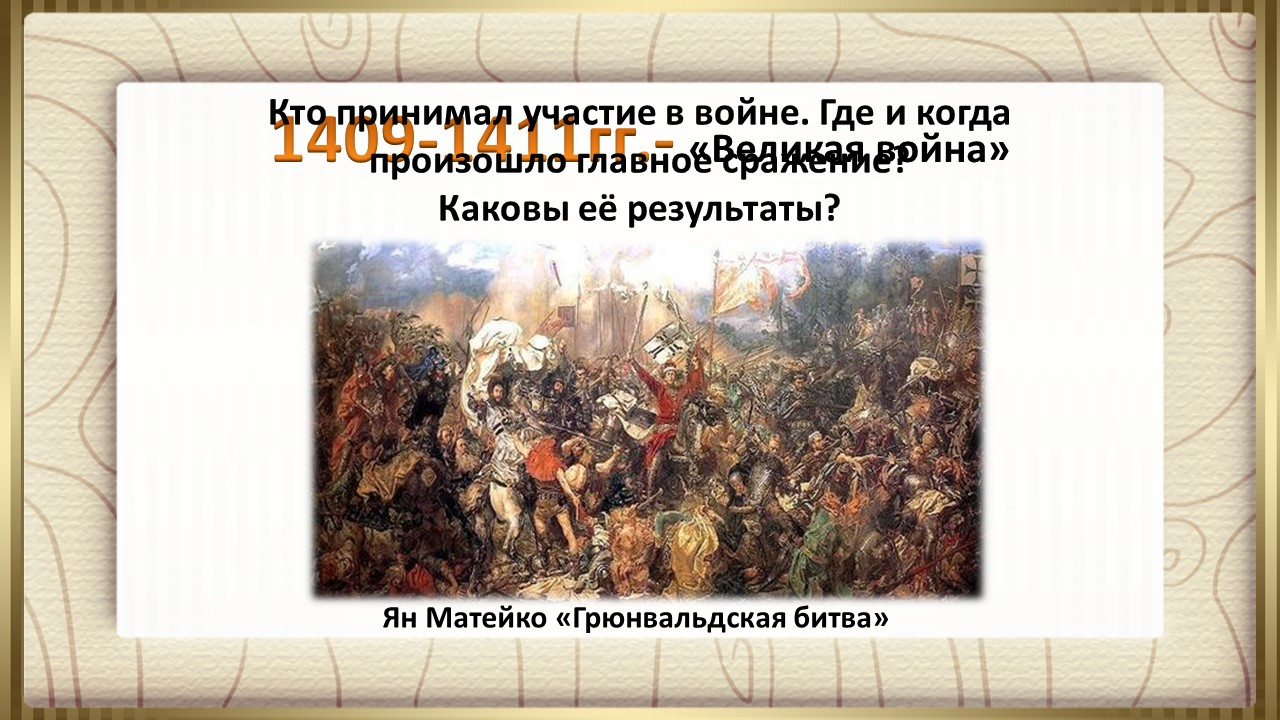 Кто принимал участие в войне. Где и когда
1409-1411гг.- «Великая война»
произошло главное сражение?
Каковы её результаты?
Ян Матейко «Грюнвальдская битва»